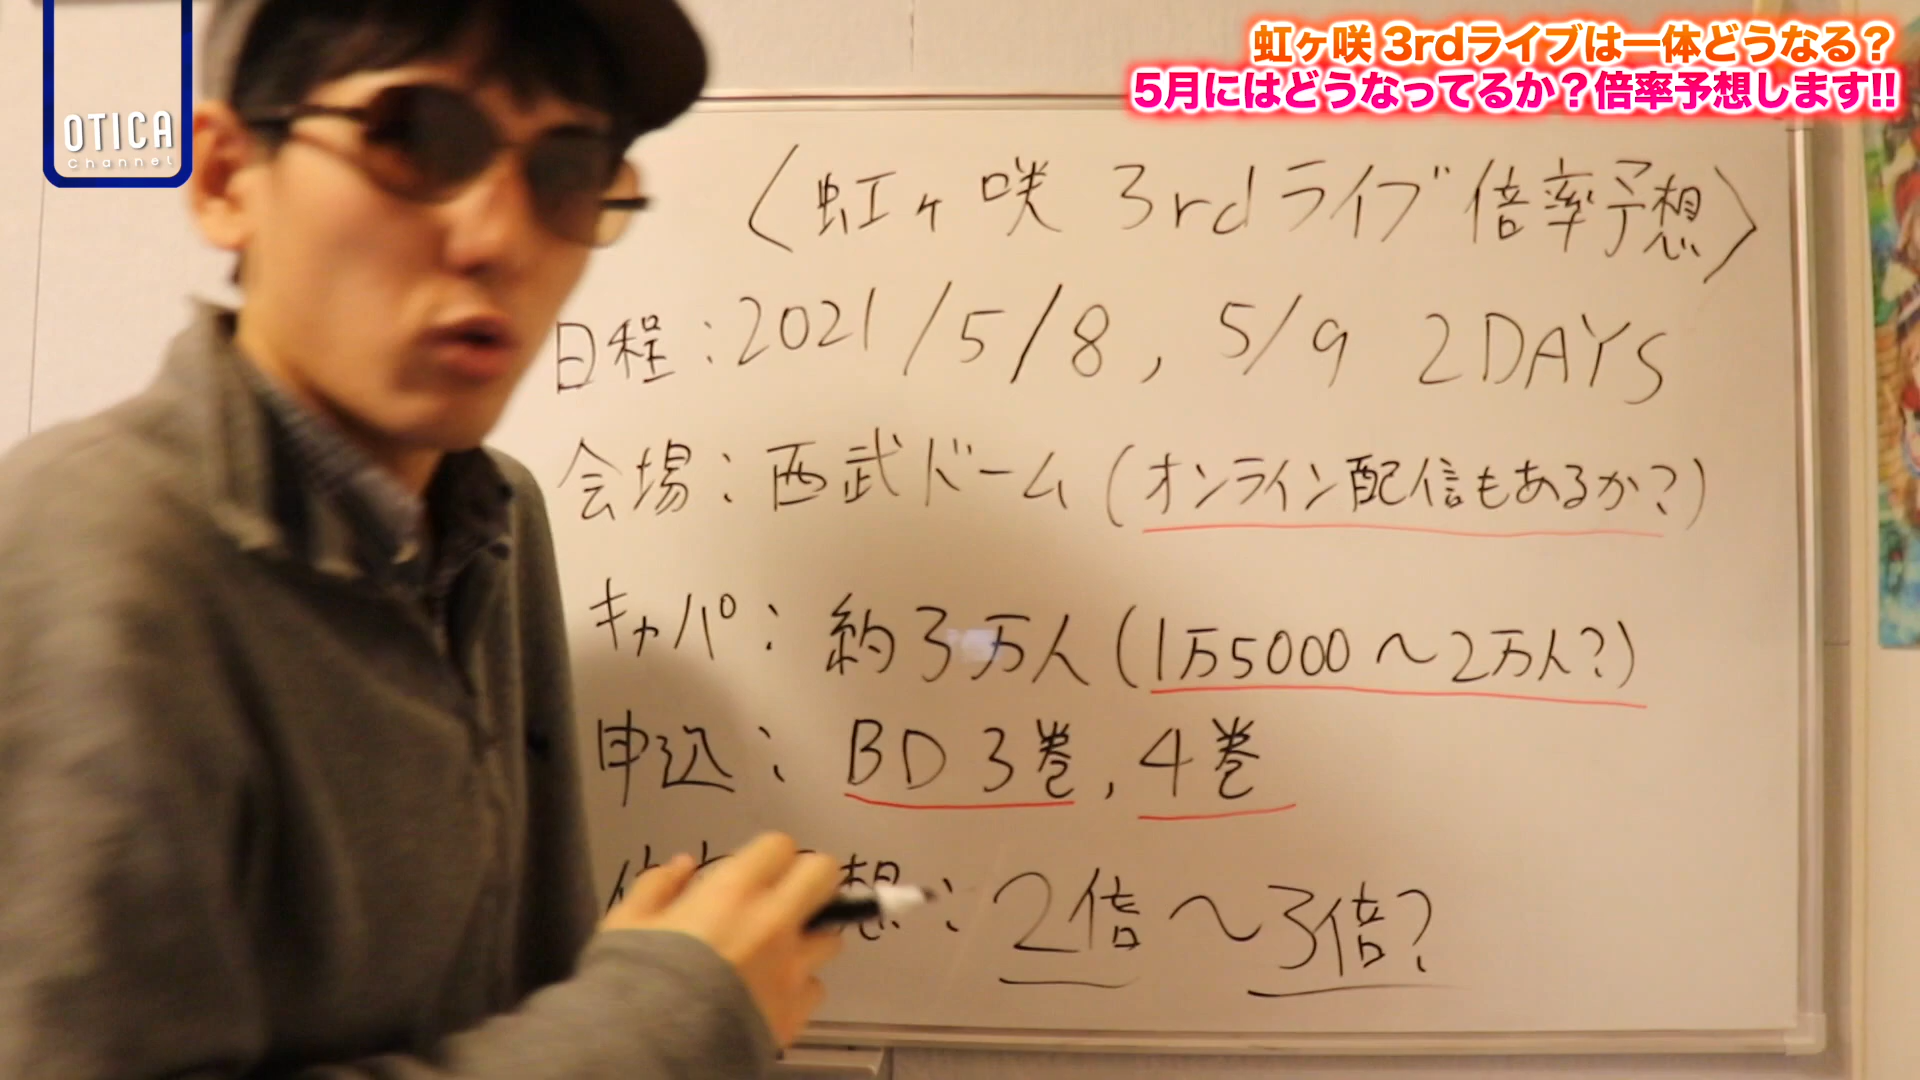 OTICA
Channel
虹ヶ咲 3rdライブは一体どうなる？
5月にはどうなってるか？倍率予想します!!
〈虹ヶ咲 3rdライブ倍率予想〉
日程：2021/5/8, 5/9 2DAYS
会場：西武ドーム(オンライン配信もあるか?)
キャパ：約3万人(1万5000〜2万人?)
申込：BD3巻, 4巻
想：2倍〜3倍?